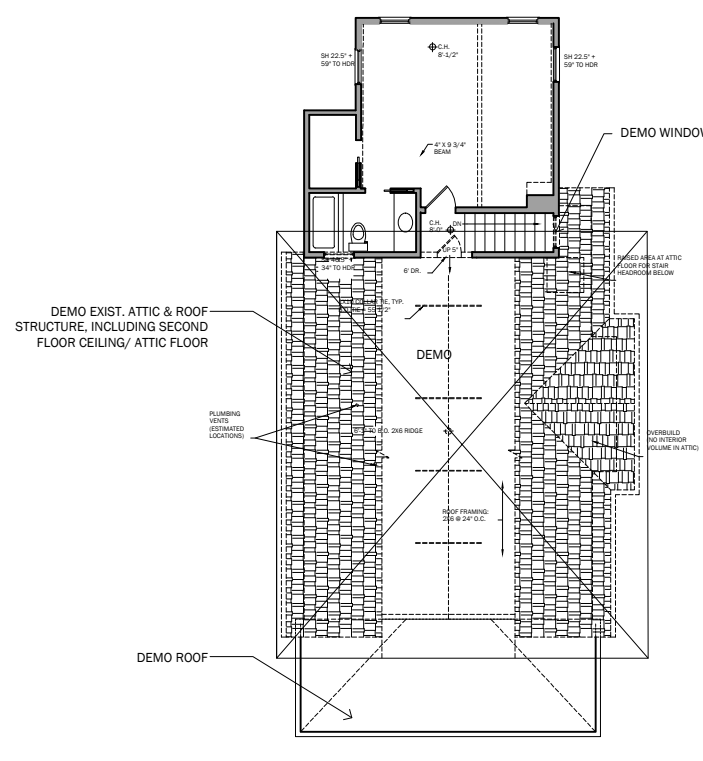 C.H.
8'-1/2"
SH 22.5" +
59" TO HDR
SH 22.5" +
59" TO HDR
DEMO WINDOW
4" X 9 3/4"
BEAM
C.H.
8'-0"
DN
UP 5"
34" TO HDR
6' DR.
RAISED AREA AT ATTIC
FLOOR FOR STAIR
HEADROOM BELOW
TIE, TYP.
DEMO EXIST. ATTIC & ROOF
STRUCTURE, INCLUDING SECOND
FLOOR CEILING/ ATTIC FLOOR
DEMO
PLUMBING
VENTS
(ESTIMATED
LOCATIONS)
TO B.O. 2X6 RIDGE
OVERBUILD
(NO INTERIOR
VOLUME IN ATTIC)
ROOF FRAMING:
2X6 @ 24" O.C.
DEMO ROOF